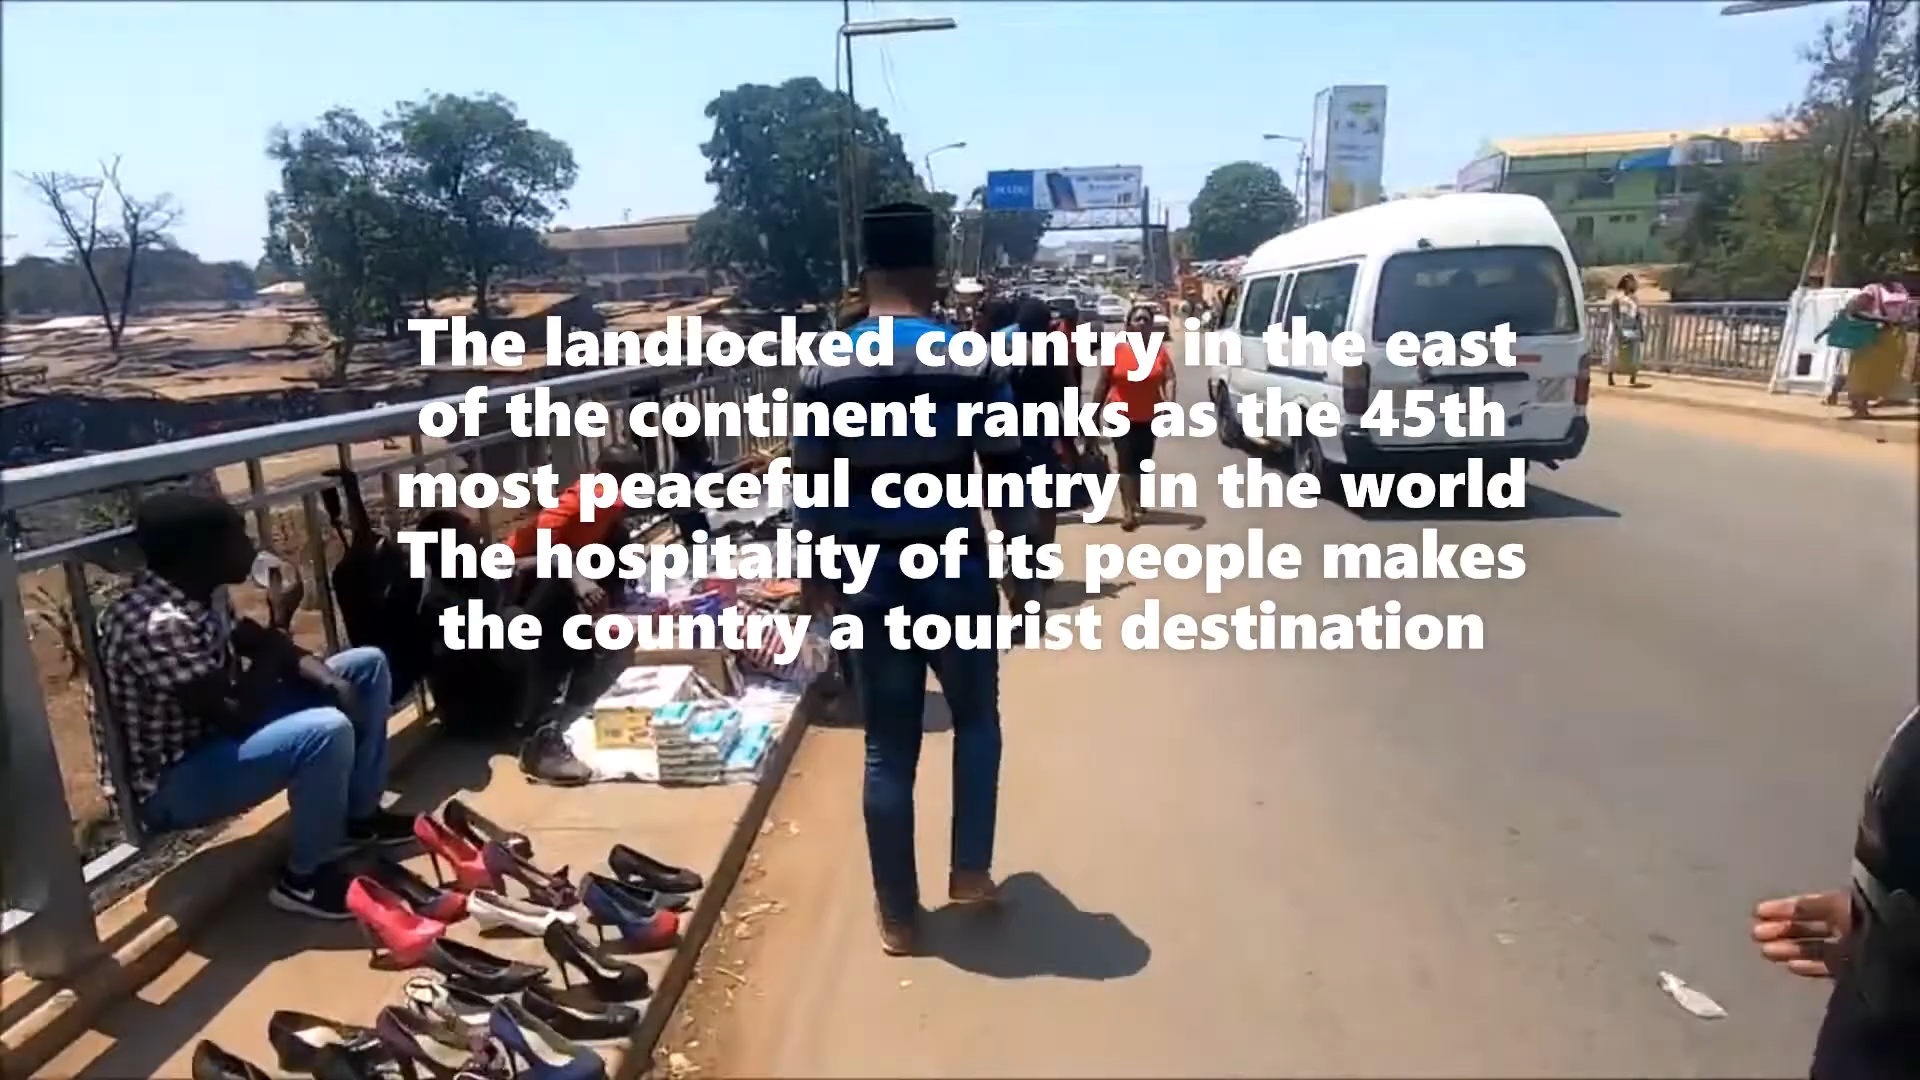 The landlocked country in the east
of the continent ranks as the 45th
most peaceful country in the world
The hospitality of its people makes
the country a tourist destination